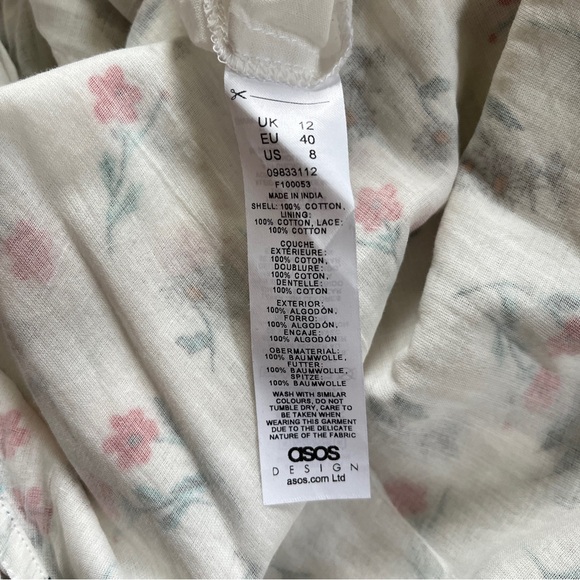 UK 12
EU 40
US 8
09833112
F100053
MADE IN INDIA
SHELL: 100% COTTON,
LINING:
100% COTTON, LACE:
100% COTTON
COUCHE
EXTÉRIEURE:
100% COTON,
DOUBLURE:
100% COTON,
DENTELLE:
100% COTON
EXTERIOR:
100% ALGODÓN,
FORRO:
100% ALGODÓN,
ENCAJE:
100% ALGODÓN
OBERMATERIAL:
100% BAUMWOLLE,
FUTTER:
100% BAUMWOLLE,
SPITZE:
100% BAUMWOLLE
WASH WITH SIMILAR
COLOURS, DO NOT
TUMBLE DRY, CARE TO
BE TAKEN WHEN
WEARING THIS GARMENT
DUE TO THE DELICATE
NATURE OF THE FABRIC
asos
DESIGN
asos.com Ltd